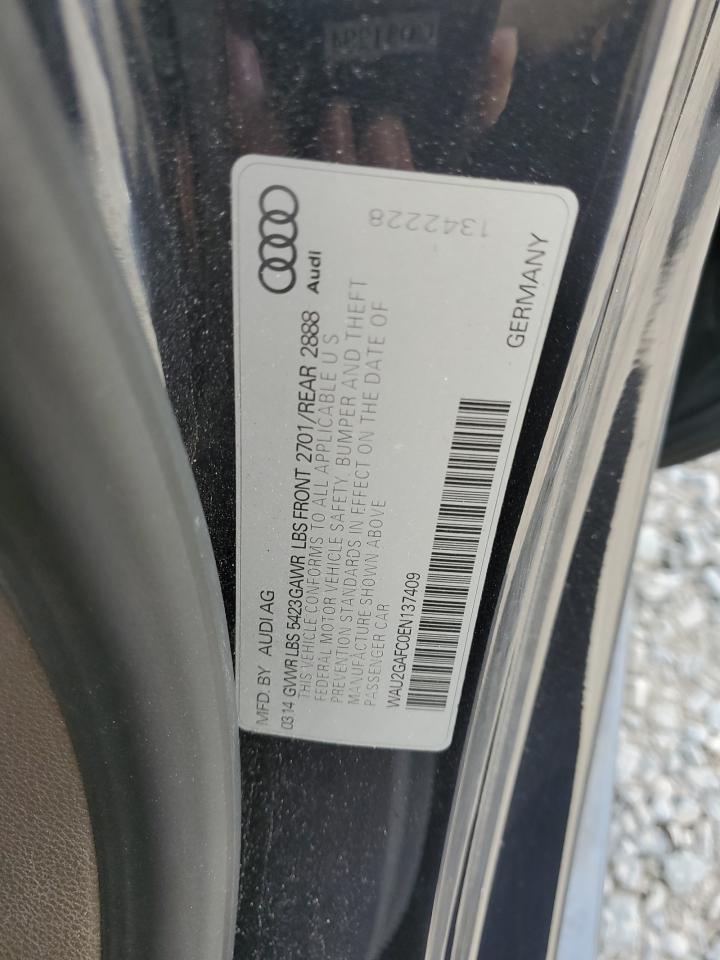 MFD. BY AUDI AG
Audi
0314 GVWR LBS 5423 GAWR LBS FRONT 2701/REAR 2888
THIS VEHICLE CONFORMS TO ALL APPLICABLE U S
FEDERAL MOTOR VEHICLE SAFETY, BUMPER AND THEFT
PREVENTION STANDARDS IN EFFECT ON THE DATE OF
MANUFACTURE SHOWN ABOVE
PASSENGER CAR
1342228
WAU2GAFC0EN137409
GERMANY